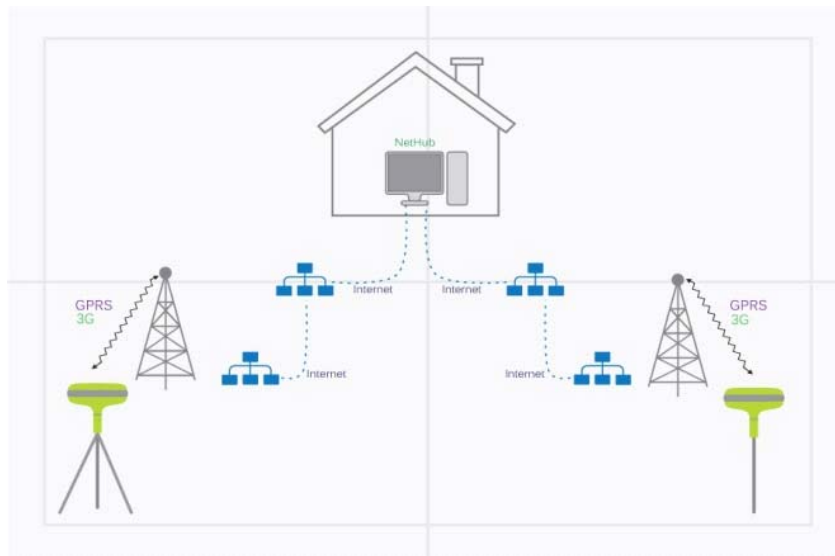 NetHub
Internet
Internet
GPRS
3G
GPRS
3G
Internet
Internet